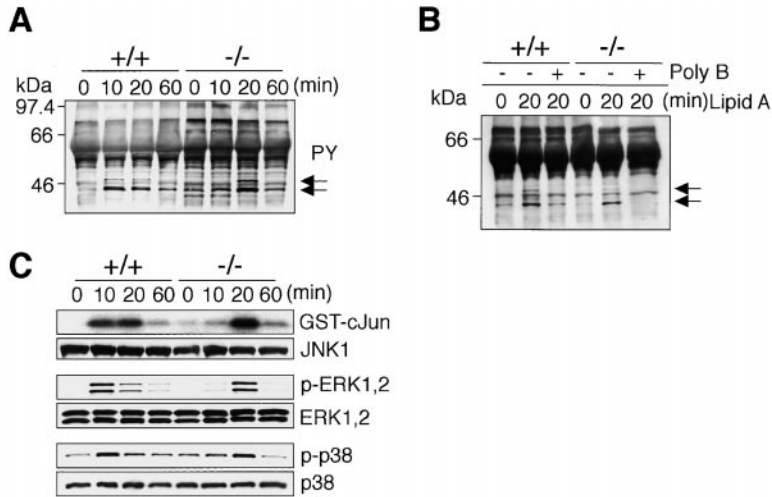 A
+/+ -/-
kDa 0 10 20 60 0 10 20 60 (min)
97.4
66
PY
46
B
+/+ -/-
- - + - - + Poly B
kDa 0 20 20 0 20 20 (min) Lipid A
66
46
C
+/+ -/-
0 10 20 60 0 10 20 60 (min)
GST-cJun
JNK1
p-ERK1,2
ERK1,2
p-p38
p38